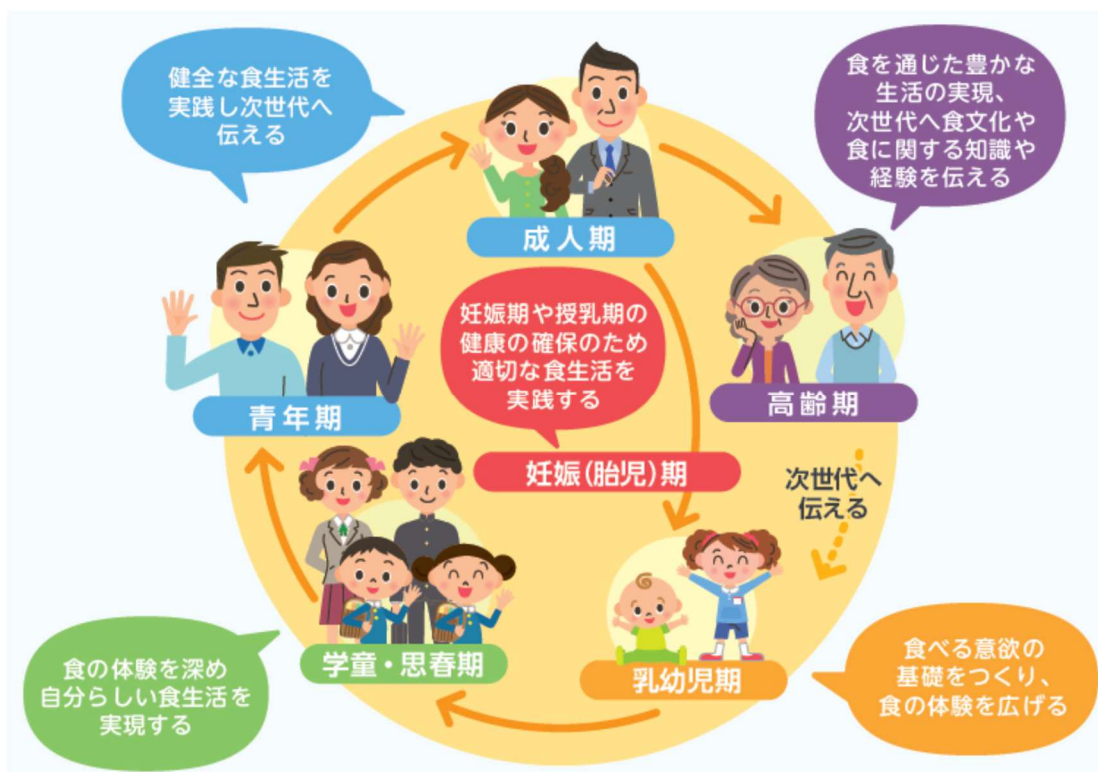 健全な食生活を
実践し次世代へ
伝える
食を通じた豊かな
生活の実現、
次世代へ食文化や
食に関する知識や
経験を伝える
成人期
妊娠期や授乳期の
健康の確保のため
適切な食生活を
実践する
青年期
高齢期
妊娠(胎児)期
次世代へ
伝える
食の体験を深め
自分らしい食生活を
実現する
学童・思春期
乳幼児期
食べる意欲の
基礎をつくり、
食の体験を広げる